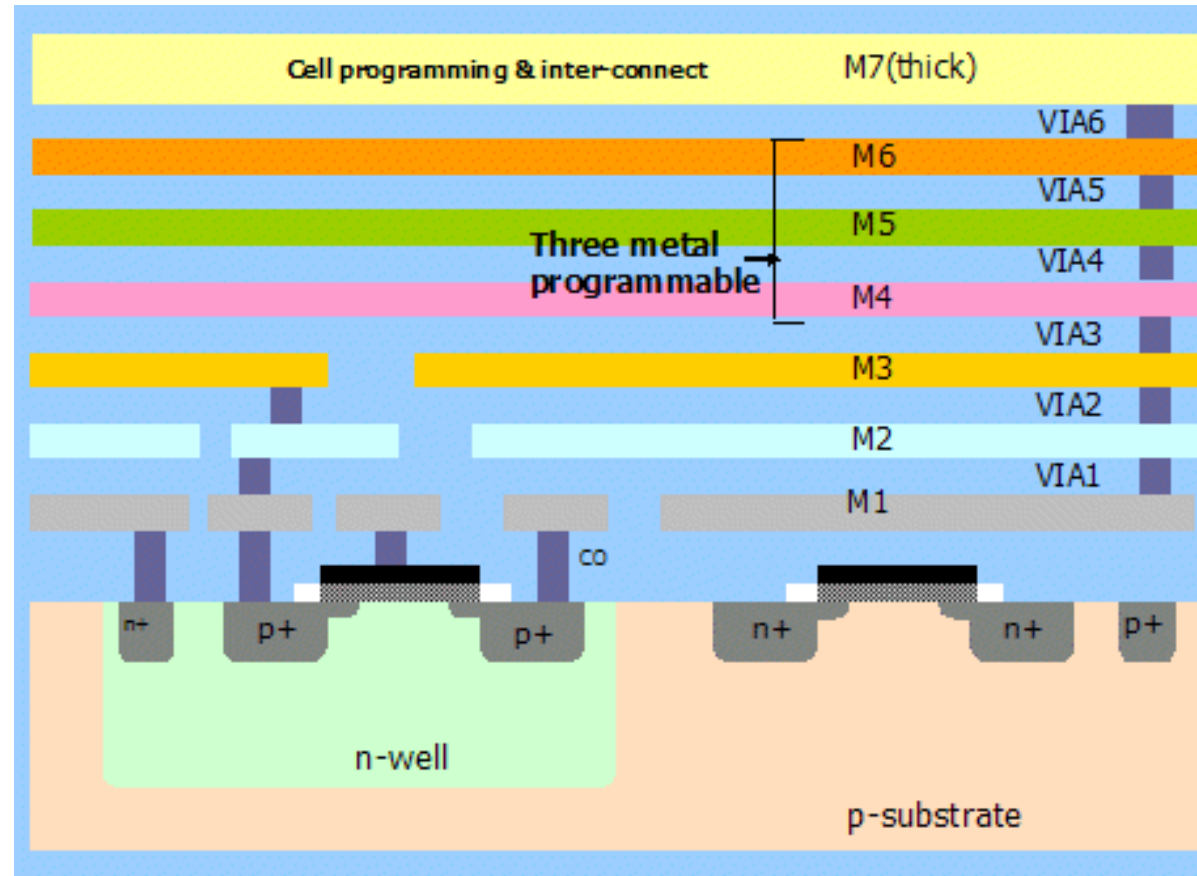 Cell programming & inter-connect M7(thick)
VIA6
M6
VIA5
M5
Three metal
programmable
VIA4
M4
VIA3
M3
VIA2
M2
VIA1
M1
co
n+ p+ p+ n+ n+ p+
n-well
p-substrate